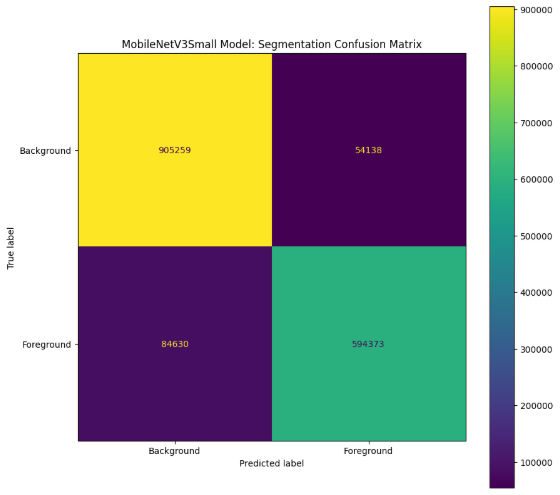 MobileNetV3Small Model: Segmentation Confusion Matrix
900000
800000
700000
600000
500000
400000
300000
200000
100000
True label
Background
905259
54138
Foreground
84630
594373
Background
Foreground
Predicted label